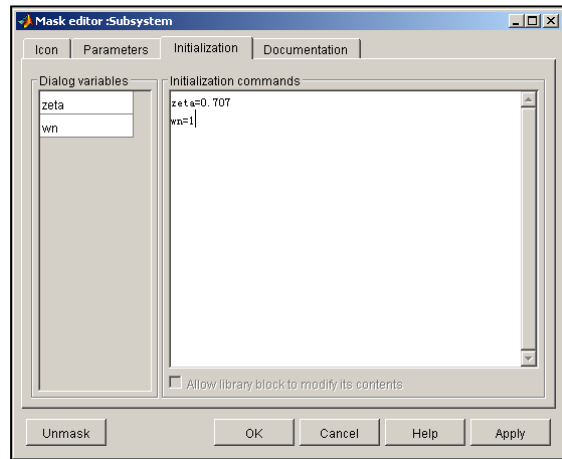 Mask editor :Subsystem
Icon Parameters Initialization Documentation
Dialog variables
zeta
wn
Initialization commands
zeta=0.707
wn=1
Allow library block to modify its contents
Unmask OK Cancel Help Apply